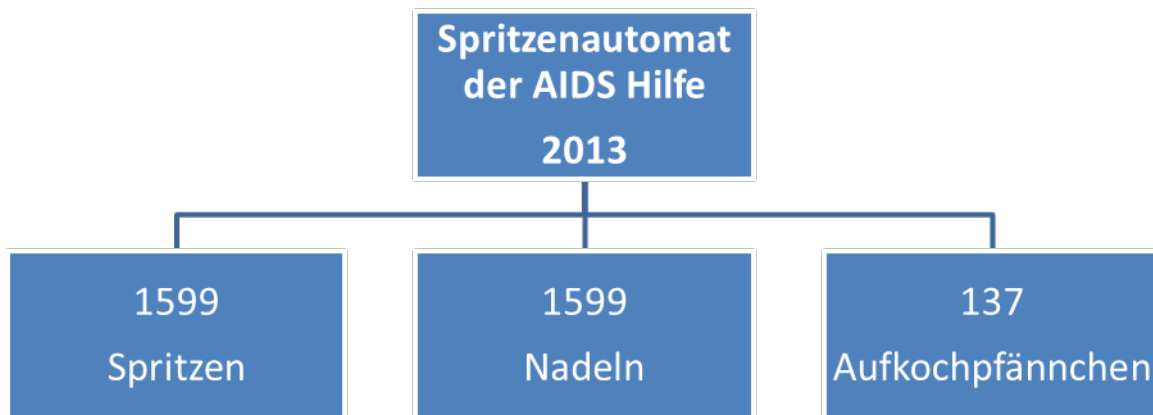 Spritzenautomat
der AIDS Hilfe
2013
1599
Spritzen
1599
Nadeln
137
Aufkochpfännchen